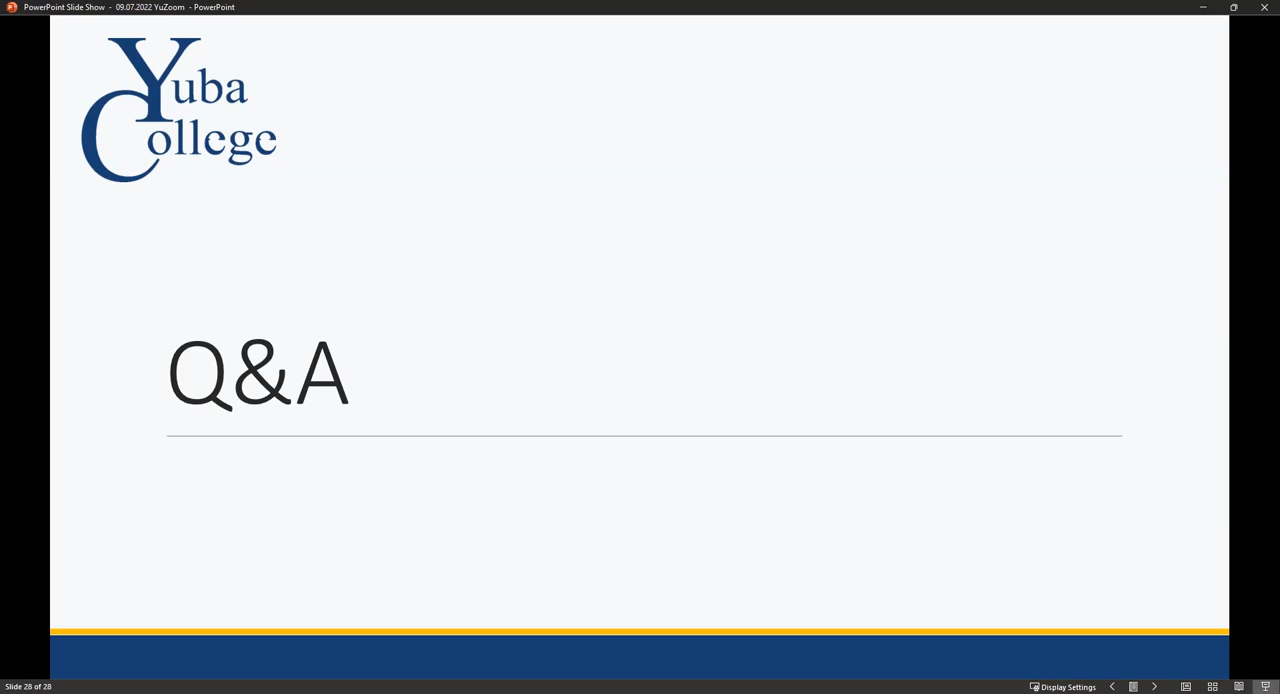 PowerPoint Slide Show - 09.07.2022 YuZoom - PowerPoint
Yuba
College
Q&A
Slide 28 of 28
Display Settings